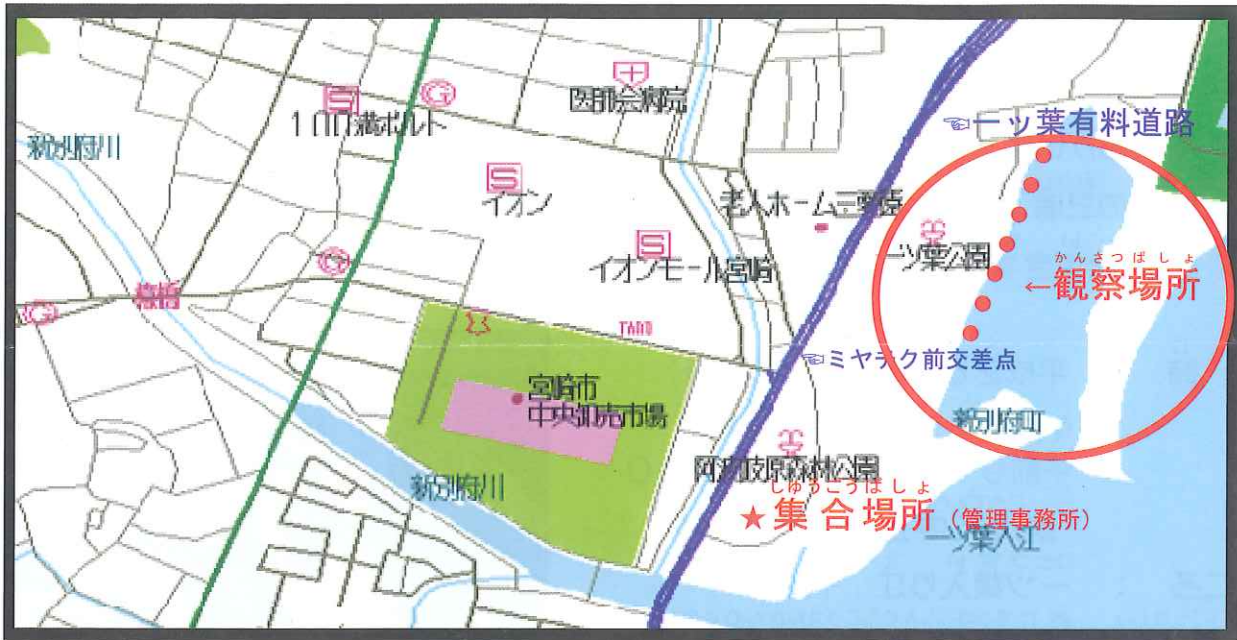 ☜一ッ葉有料道路
医師会病院
新別府川
イオン
老人ホーム三愛園
イオンモール宮崎
一ッ葉公園
かんさつばしょ
←観察場所
TARO
☜ミヤチク前交差点
宮崎市
中央卸売市場
新別府町
阿波岐原森林公園
新別府川
しゅうごうばしょ
★集合場所（管理事務所）
一ツ葉入江